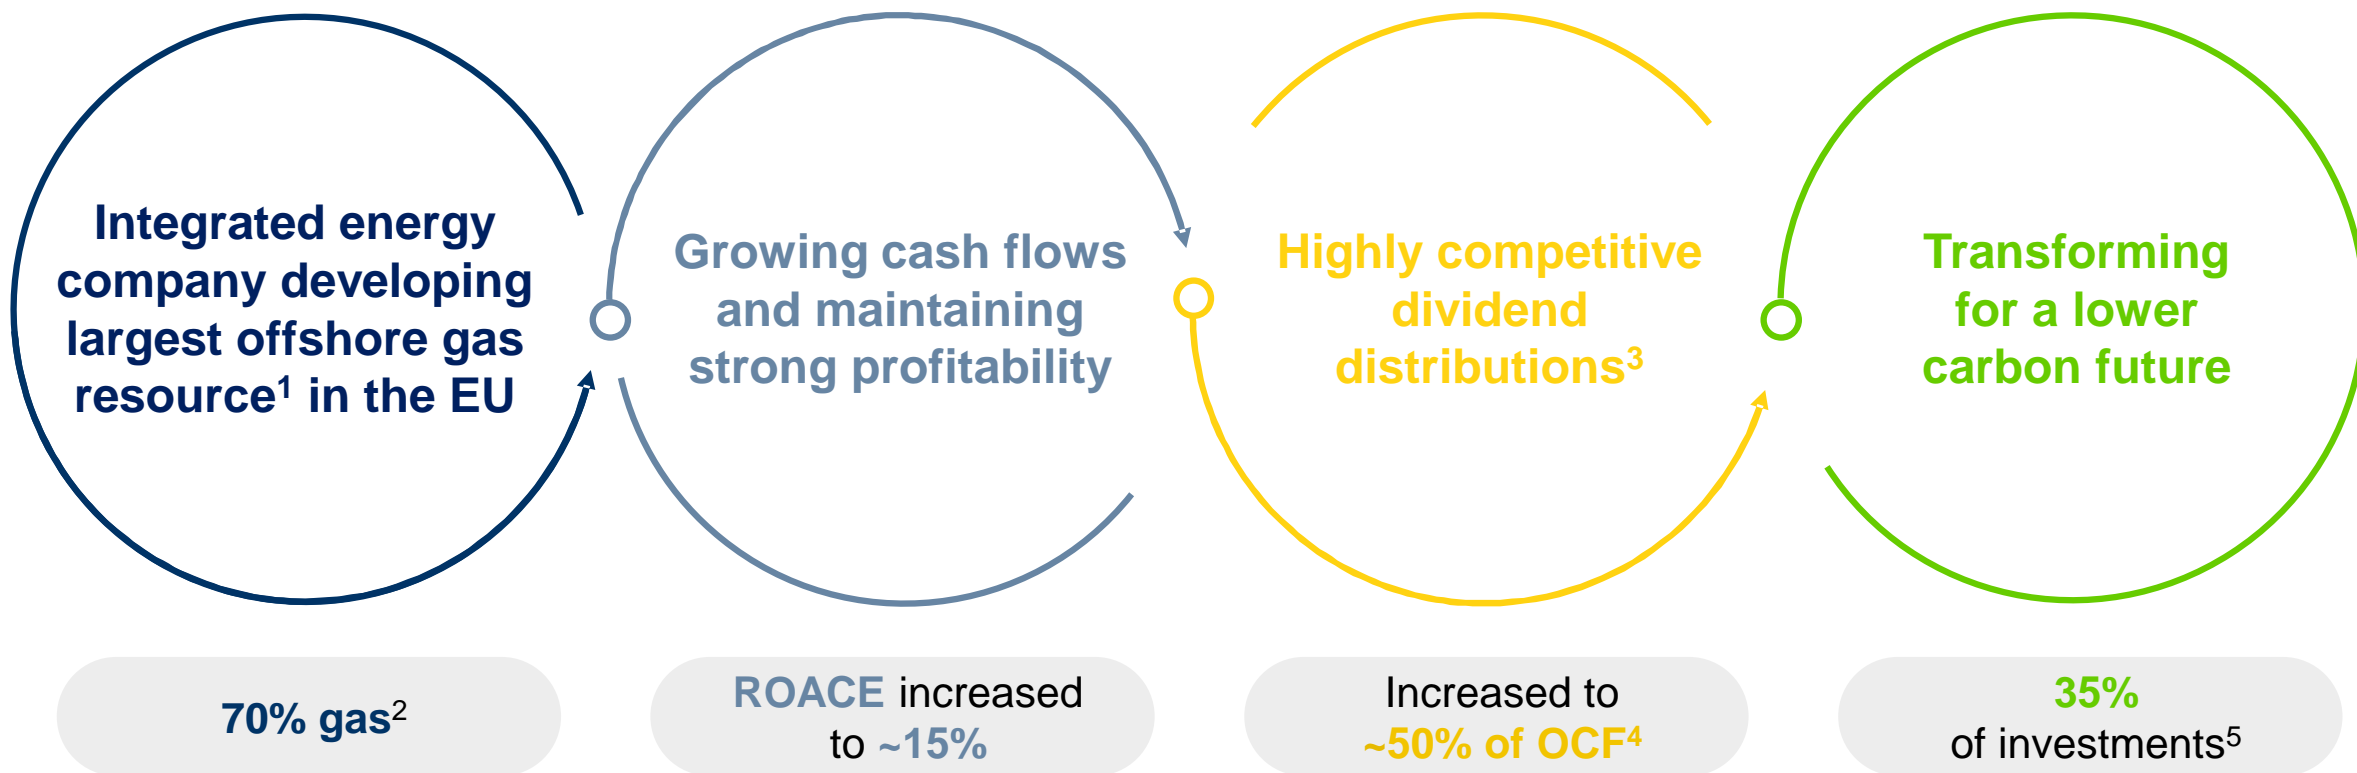 Integrated energy
company developing
largest offshore gas
resource¹ in the EU
Growing cash flows
and maintaining
strong profitability
Highly competitive
dividend
distributions³
Transforming
for a lower
carbon future
70% gas²
ROACE increased
to ~15%
Increased to
~50% of OCF⁴
35%
of investments⁵